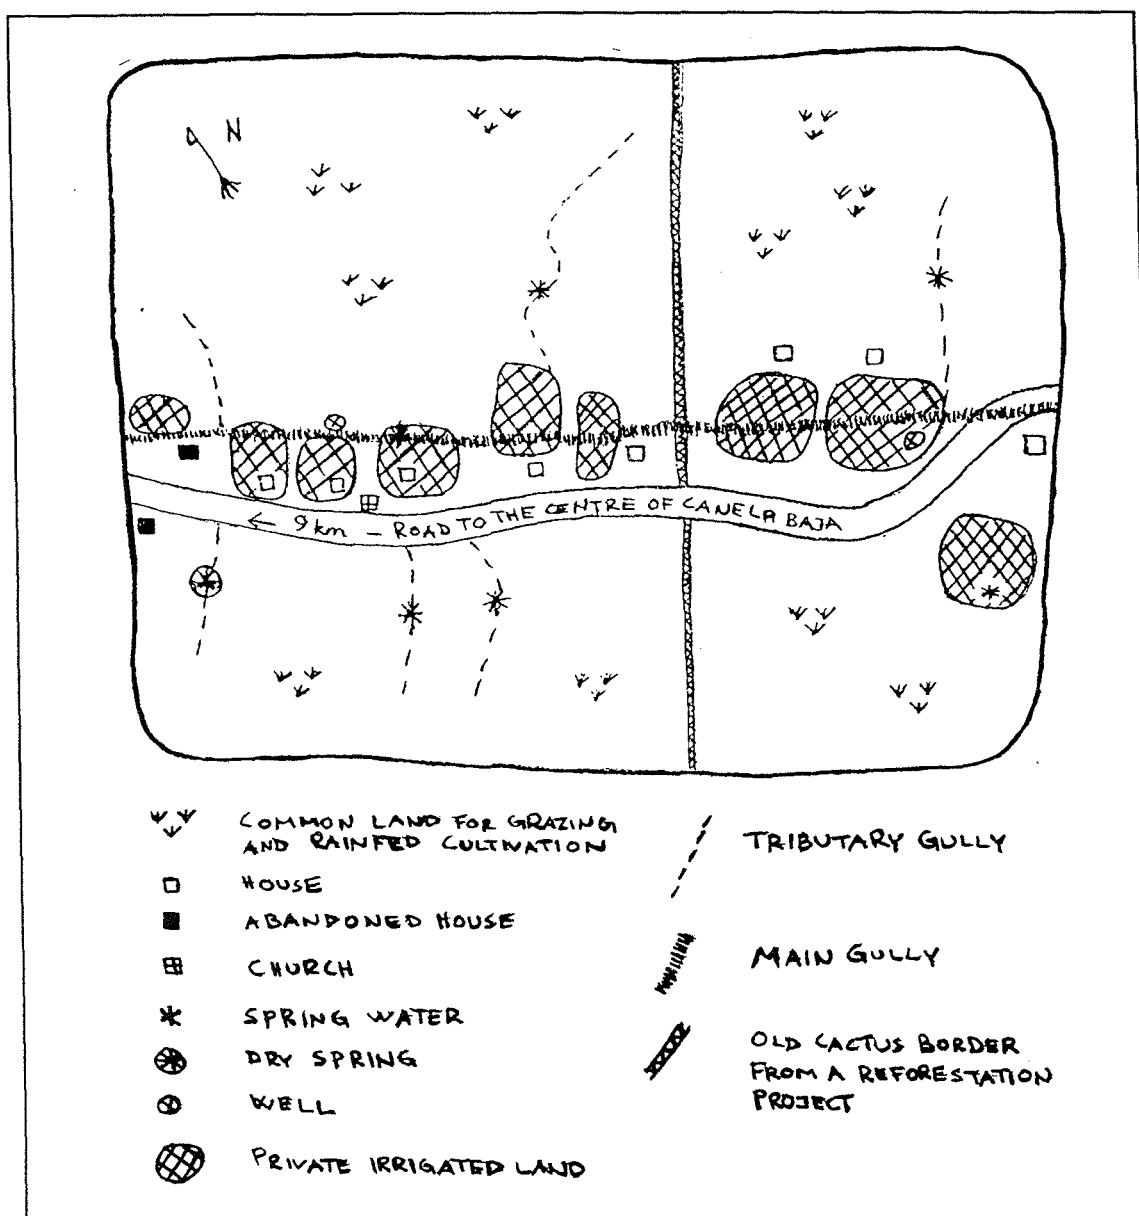 N
← 9 km – ROAD TO THE CENTRE OF CANELA BAJA
COMMON LAND FOR GRAZING
AND RAINFED CULTIVATION
HOUSE
ABANDONED HOUSE
CHURCH
SPRING WATER
DRY SPRING
WELL
PRIVATE IRRIGATED LAND
TRIBUTARY GULLY
MAIN GULLY
OLD CACTUS BORDER
FROM A REFORESTATION
PROJECT